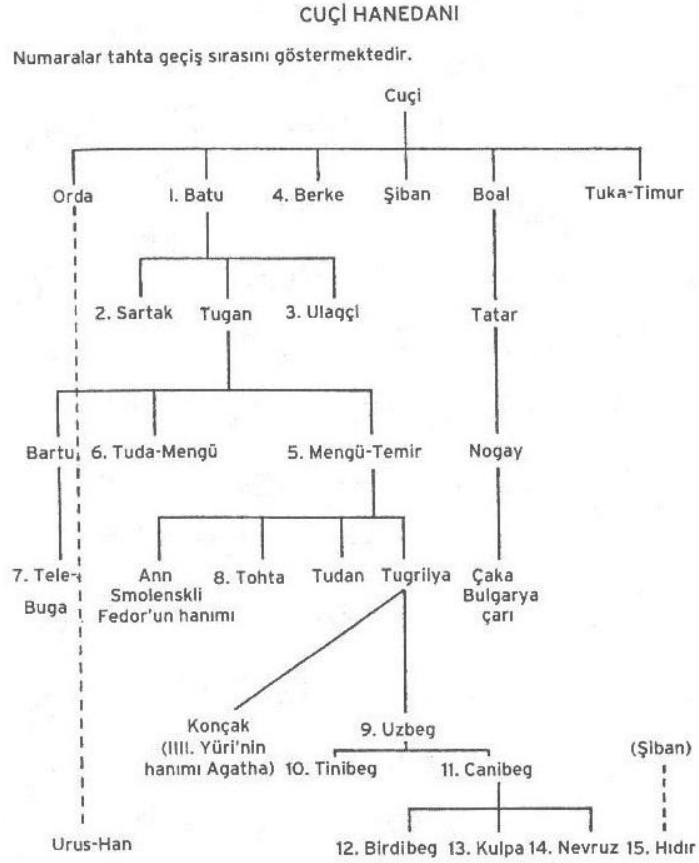 CUÇİ HANEDANI
Numaralar tahta geçiş sırasını göstermektedir.
Cuçi
Orda 1. Batu 4. Berke Şiban Boal Tuka-Timur
2. Sartak Tugan 3. Ulagçi Tatar
Bartu 6. Tuda-Mengü 5. Mengü-Temir Nogay
7. Tele-
Buga
Ann
Smolenskli
Fedor'un hanımı
8. Tohta Tudan Tugrilya
Çaka
Bulgarya
çarı
Konçak
(IIII. Yüri'nin
hanımı Agatha)
9. Uzbeg
10. Tinibeg 11. Canibeg
(Şiban)
Urus-Han
12. Birdibeg 13. Kulpa 14. Nevruz 15. Hıdır